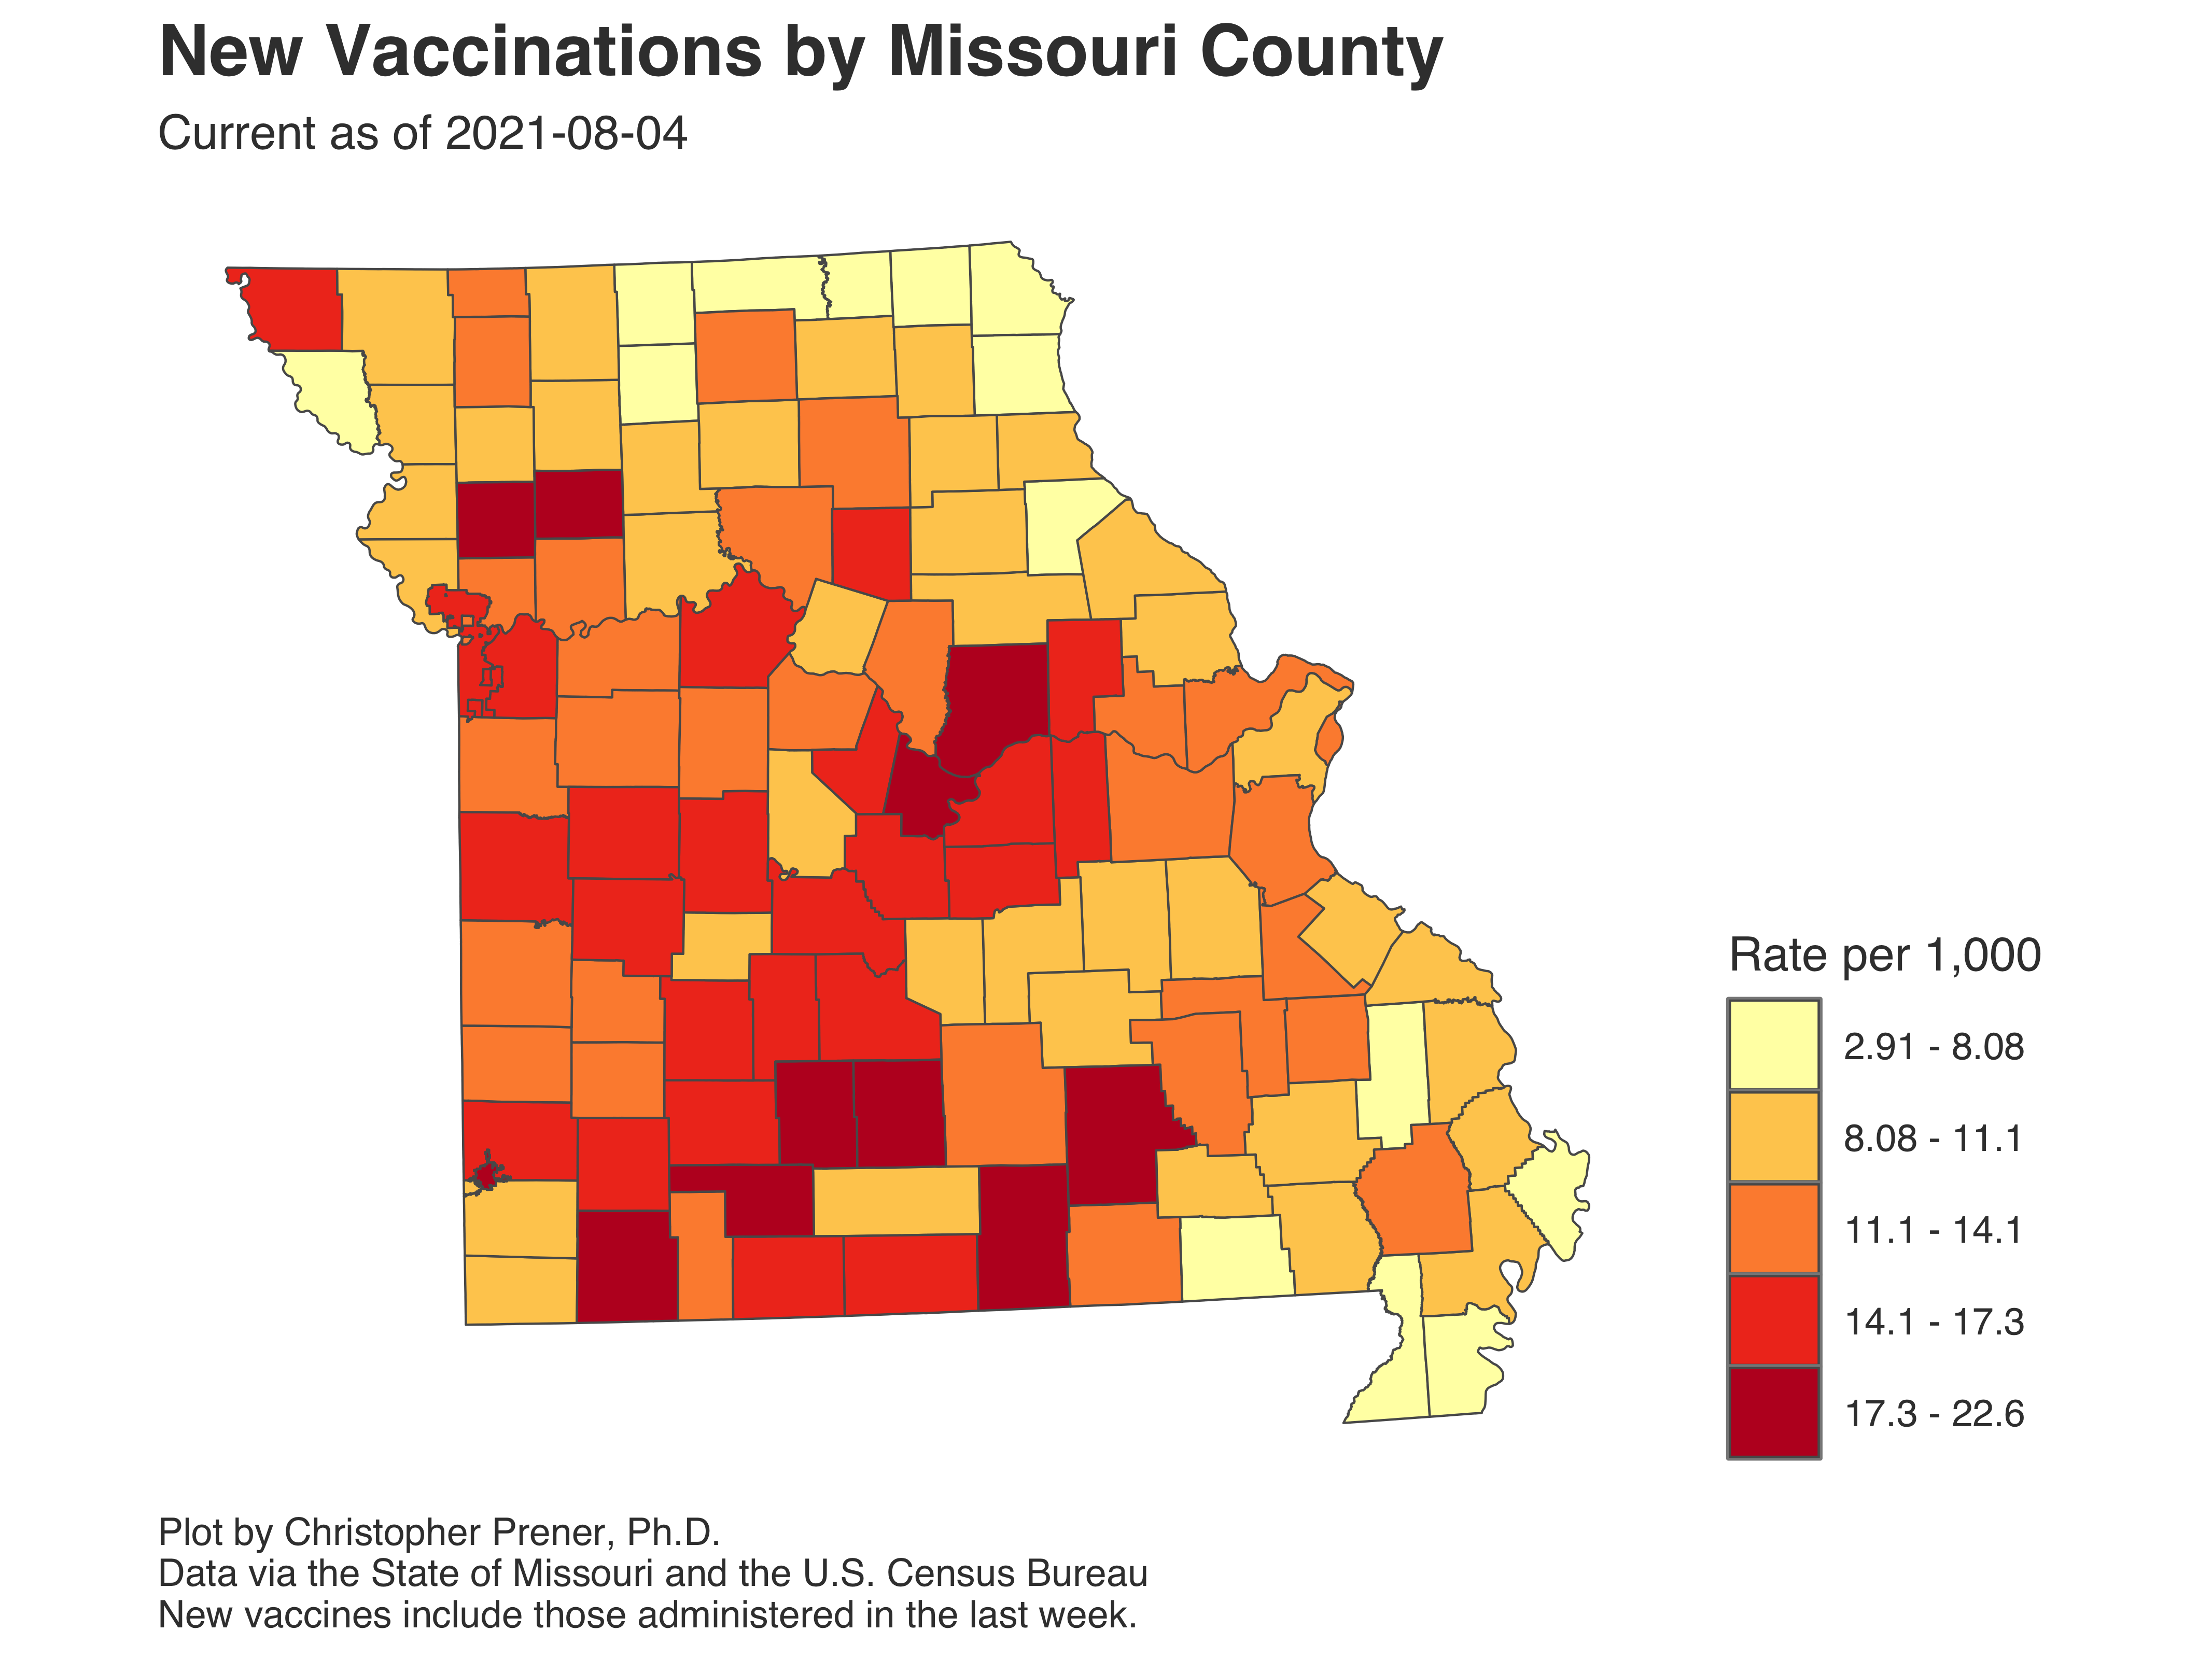 New Vaccinations by Missouri County
Current as of 2021-08-04
Rate per 1,000
2.91 - 8.08
8.08 - 11.1
11.1 - 14.1
14.1 - 17.3
17.3 - 22.6
Plot by Christopher Prener, Ph.D.
Data via the State of Missouri and the U.S. Census Bureau
New vaccines include those administered in the last week.